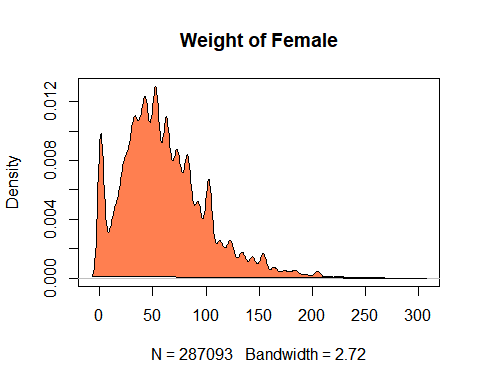 Weight of Female
Density
0.000
0.004
0.008
0.012
0 50 100 150 200 250 300
N = 287093 Bandwidth = 2.72